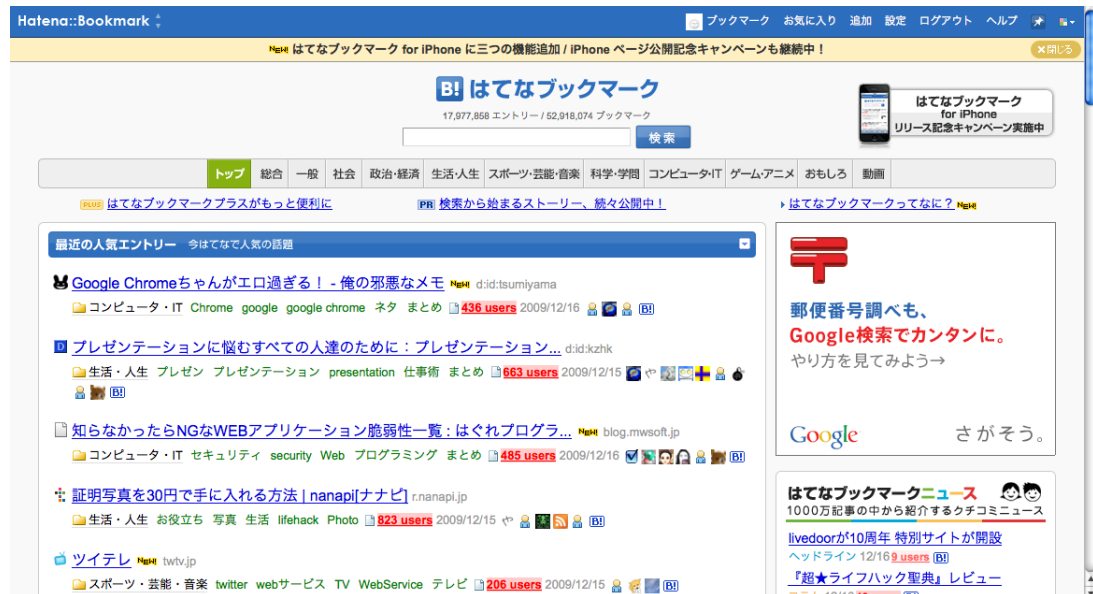 Hatena::Bookmark
ブックマーク お気に入り 追加 設定 ログアウト ヘルプ
NEW! はてなブックマーク for iPhone に三つの機能追加 / iPhone ページ公開記念キャンペーンも継続中！
×閉じる
B! はてなブックマーク
17,977,858 エントリー / 52,918,074 ブックマーク
検索
はてなブックマーク
for iPhone
リリース記念キャンペーン実施中
トップ 総合 一般 社会 政治・経済 生活・人生 スポーツ・芸能・音楽 科学・学問 コンピュータ・IT ゲーム・アニメ おもしろ 動画
PLUS はてなブックマークプラスがもっと便利に
PR 検索から始まるストーリー、続々公開中！
はてなブックマークってなに？ NEW!
最近の人気エントリー 今はてなで人気の話題
Google Chromeちゃんがエロ過ぎる！ - 俺の邪悪なメモ NEW! d:id:tsumiyama
コンピュータ・IT Chrome google google chrome ネタ まとめ 436 users 2009/12/16 B!
プレゼンテーションに悩むすべての人達のために：プレゼンテーション... d:id:kzhk
生活・人生 プレゼン プレゼンテーション presentation 仕事術 まとめ 663 users 2009/12/15
B!
知らなかったらNGなWEBアプリケーション脆弱性一覧 : はぐれプログラ... NEW! blog.mwsoft.jp
コンピュータ・IT セキュリティ security Web プログラミング まとめ 485 users 2009/12/16 B!
証明写真を30円で手に入れる方法 | nanapi[ナナピ] r.nanapi.jp
生活・人生 お役立ち 写真 生活 lifehack Photo 823 users 2009/12/15 B!
ツイテレ NEW! twtv.jp
スポーツ・芸能・音楽 twitter webサービス TV WebService テレビ 206 users 2009/12/15 B!
郵便番号調べも、
Google検索でカンタンに。
やり方を見てみよう→
Google さがそう。
はてなブックマークニュース
1000万記事の中から紹介するクチコミニュース
livedoorが10周年 特別サイトが開設
ヘッドライン 12/16 9 users B!
『超★ライフハック聖典』レビュー